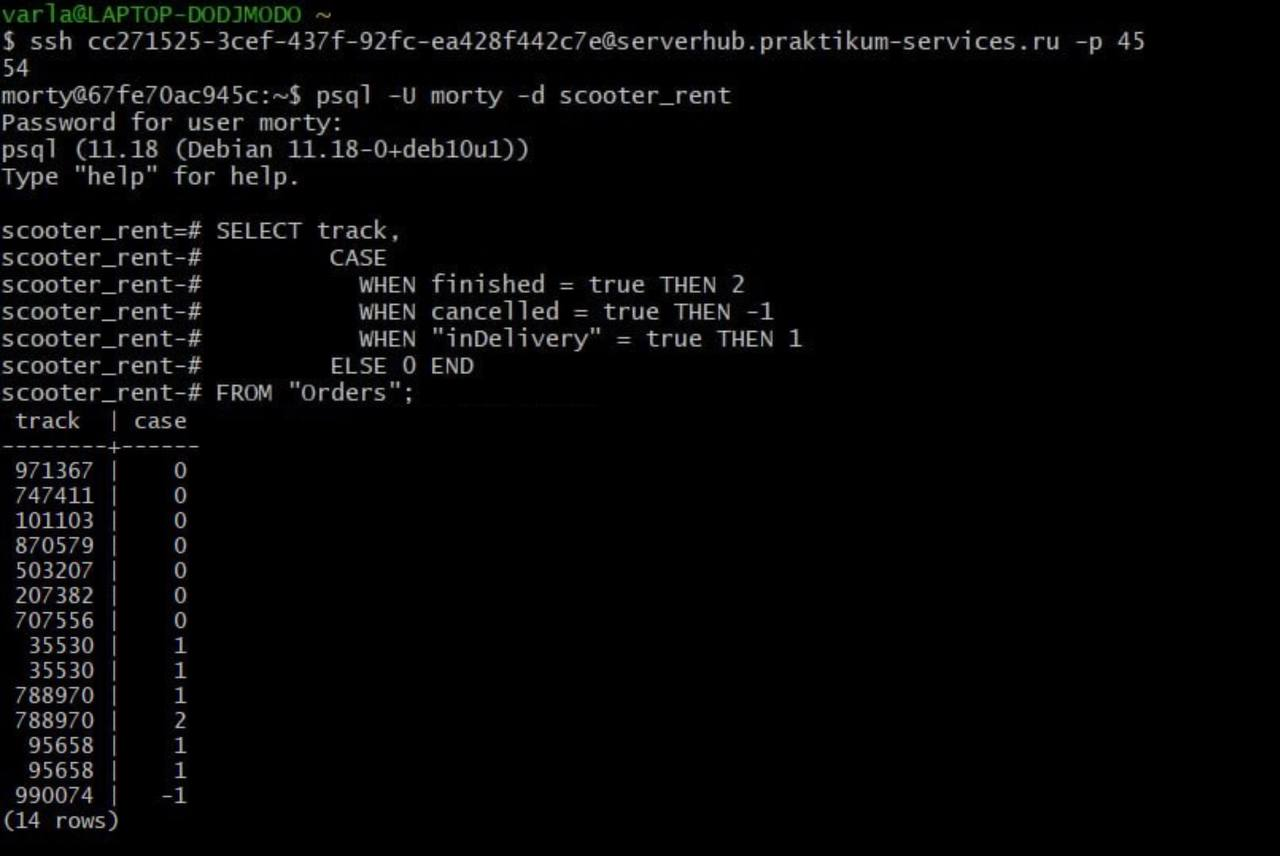 varla@LAPTOP-DODJMODO ~
$ ssh cc271525-3cef-437f-92fc-ea428f442c7e@serverhub.praktikum-services.ru -p 45
54
morty@67fe70ac945c:~$ psql -U morty -d scooter_rent
Password for user morty:
psql (11.18 (Debian 11.18-0+deb10u1))
Type "help" for help.
scooter_rent=# SELECT track,
scooter_rent-#         CASE
scooter_rent-#           WHEN finished = true THEN 2
scooter_rent-#           WHEN cancelled = true THEN -1
scooter_rent-#           WHEN "inDelivery" = true THEN 1
scooter_rent-#         ELSE 0 END
scooter_rent-# FROM "Orders";
 track  | case
--------+------
 971367 |    0
 747411 |    0
 101103 |    0
 870579 |    0
 503207 |    0
 207382 |    0
 707556 |    0
  35530 |    1
  35530 |    1
 788970 |    1
 788970 |    2
  95658 |    1
  95658 |    1
 990074 |   -1
(14 rows)